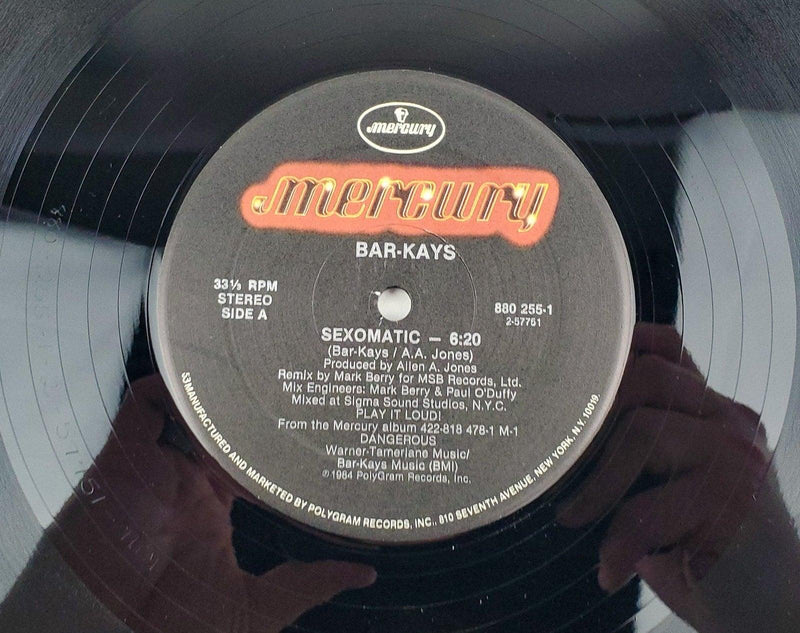 mercury
mercury
BAR-KAYS
33⅓ RPM
STEREO
SIDE A
880 255-1
2-57751
SEXOMATIC — 6:20
(Bar-Kays / A.A. Jones)
Produced by Allen A. Jones
Remix by Mark Berry for MSB Records, Ltd.
Mix Engineers: Mark Berry & Paul O'Duffy
Mixed at Sigma Sound Studios, N.Y.C.
PLAY IT LOUD!
From the Mercury album 422-818 478-1 M-1
DANGEROUS
Warner-Tamerlane Music/
Bar-Kays Music (BMI)
℗1984 PolyGram Records, Inc.
53 MANUFACTURED AND MARKETED BY POLYGRAM RECORDS, INC., 810 SEVENTH AVENUE, NEW YORK, N.Y. 10019.